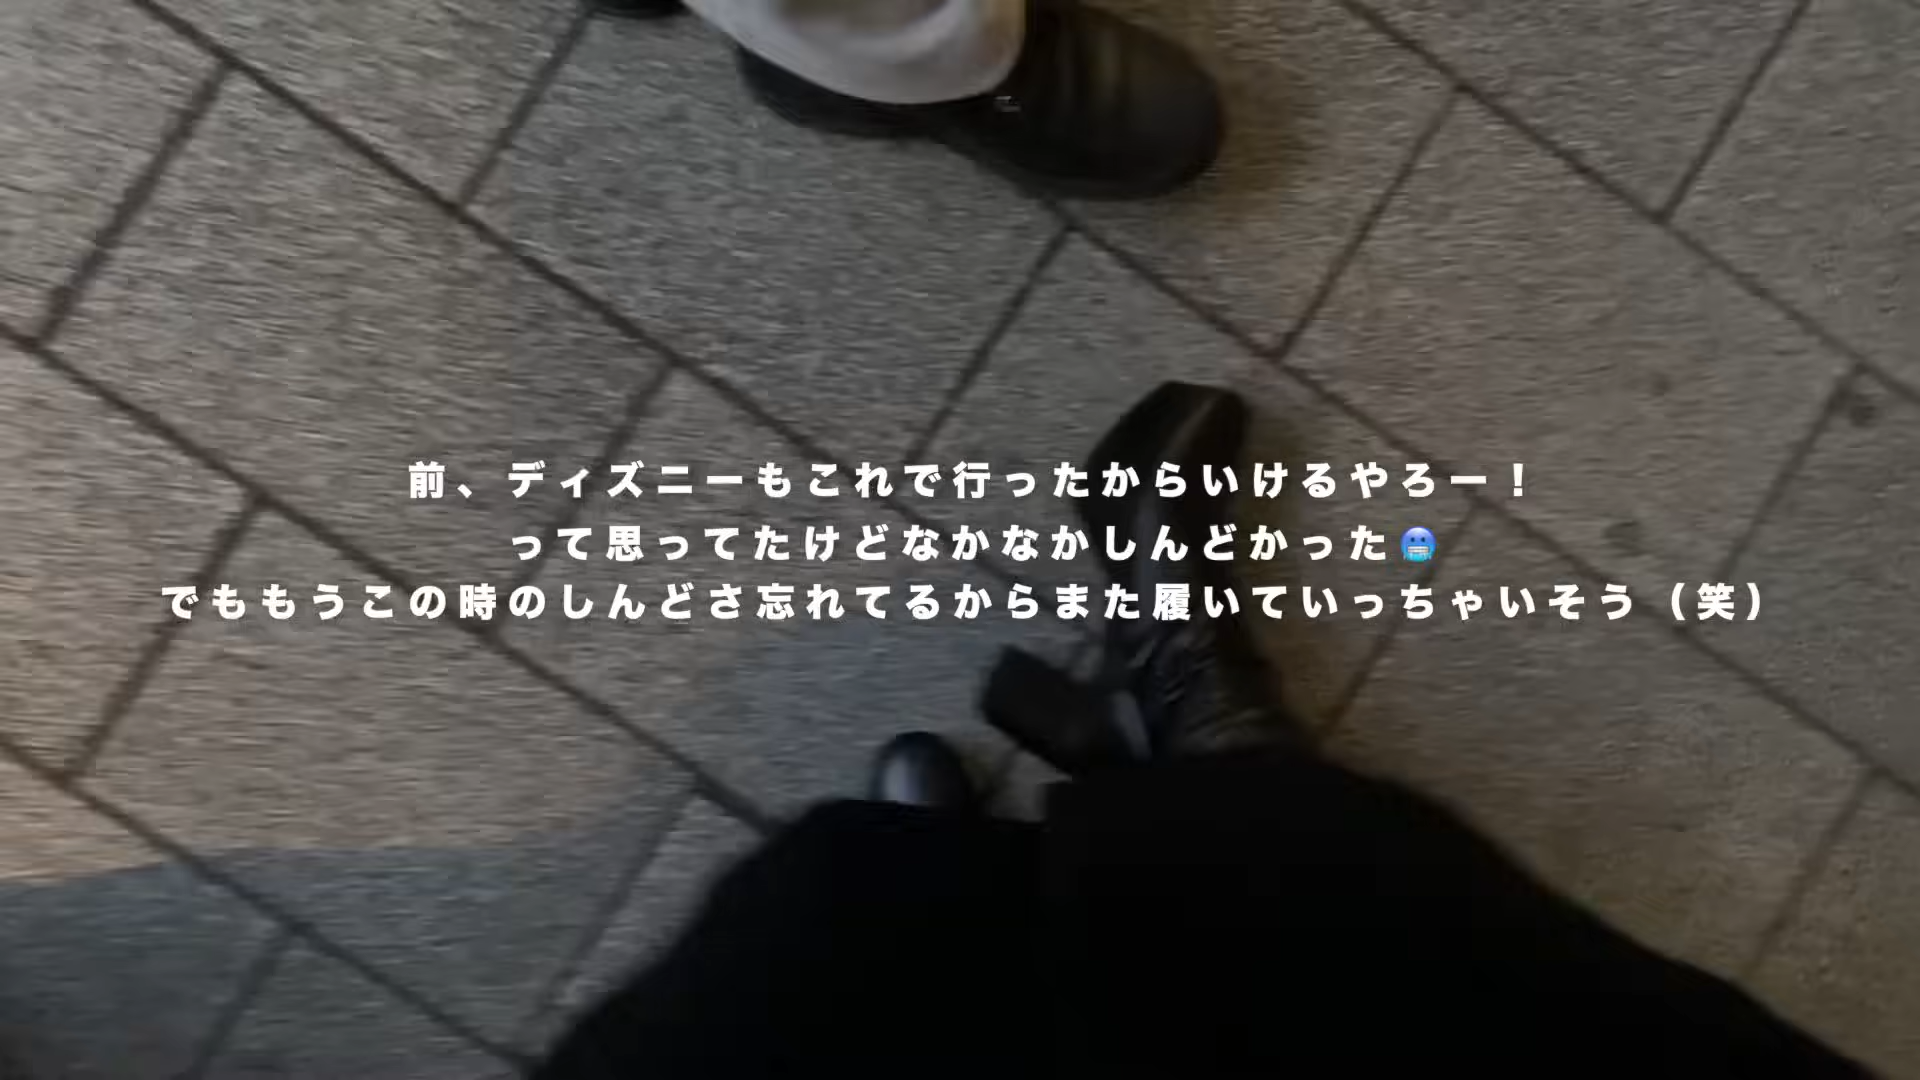 前、ディズニーもこれで行ったからいけるやろー！
って思ってたけどなかなかしんどかった🥶
でももうこの時のしんどさ忘れてるからまた履いていっちゃいそう（笑）